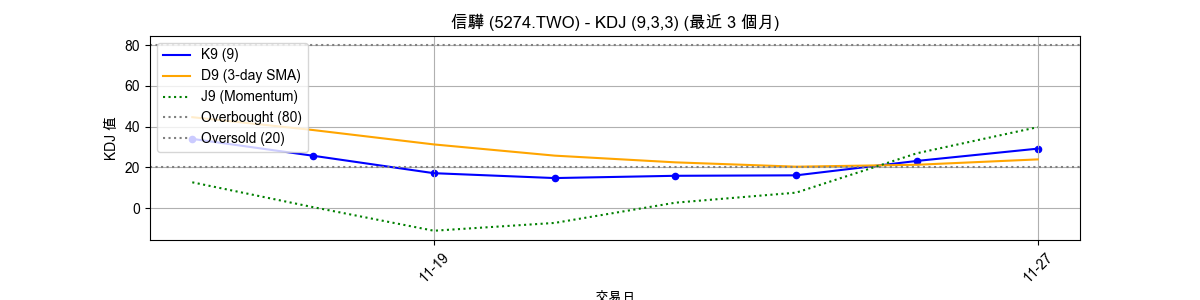 信驊 (5274.TWO) - KDJ (9,3,3) (最近 3 個月)
KDJ 值
80
60
40
20
0
K9 (9)
D9 (3-day SMA)
J9 (Momentum)
Overbought (80)
Oversold (20)
11-19
11-27
交易日